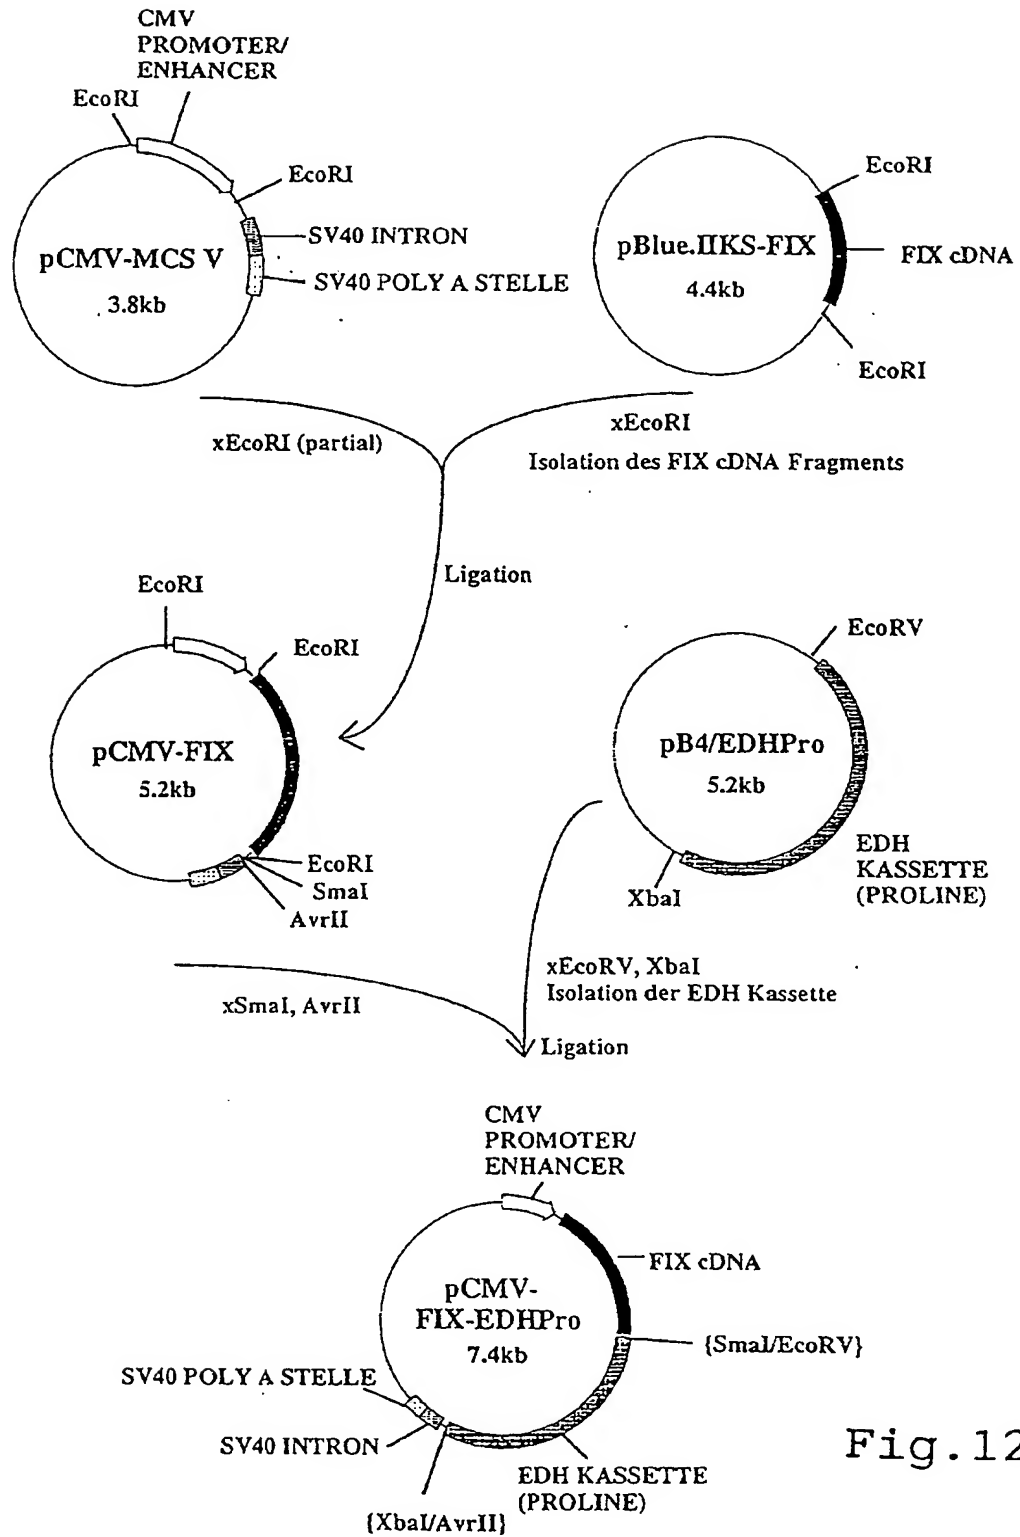 CMV
PROMOTER/
ENHANCER
EcoRI
EcoRI
SV40 INTRON
SV40 POLY A STELLE
pCMV-MCS V
3.8kb
EcoRI
FIX cDNA
EcoRI
pBlue.IIKS-FIX
4.4kb
xEcoRI (partial)
xEcoRI
Isolation des FIX cDNA Fragments
Ligation
EcoRI
EcoRI
pCMV-FIX
5.2kb
EcoRI
SmaI
AvrII
EcoRV
pB4/EDHPro
5.2kb
EDH
KASSETTE
(PROLINE)
XbaI
xSmaI, AvrII
xEcoRV, XbaI
Isolation der EDH Kassette
Ligation
CMV
PROMOTER/
ENHANCER
FIX cDNA
pCMV-
FIX-EDHPro
7.4kb
{SmaI/EcoRV}
SV40 POLY A STELLE
SV40 INTRON
EDH KASSETTE
(PROLINE)
{XbaI/AvrII}
Fig.12